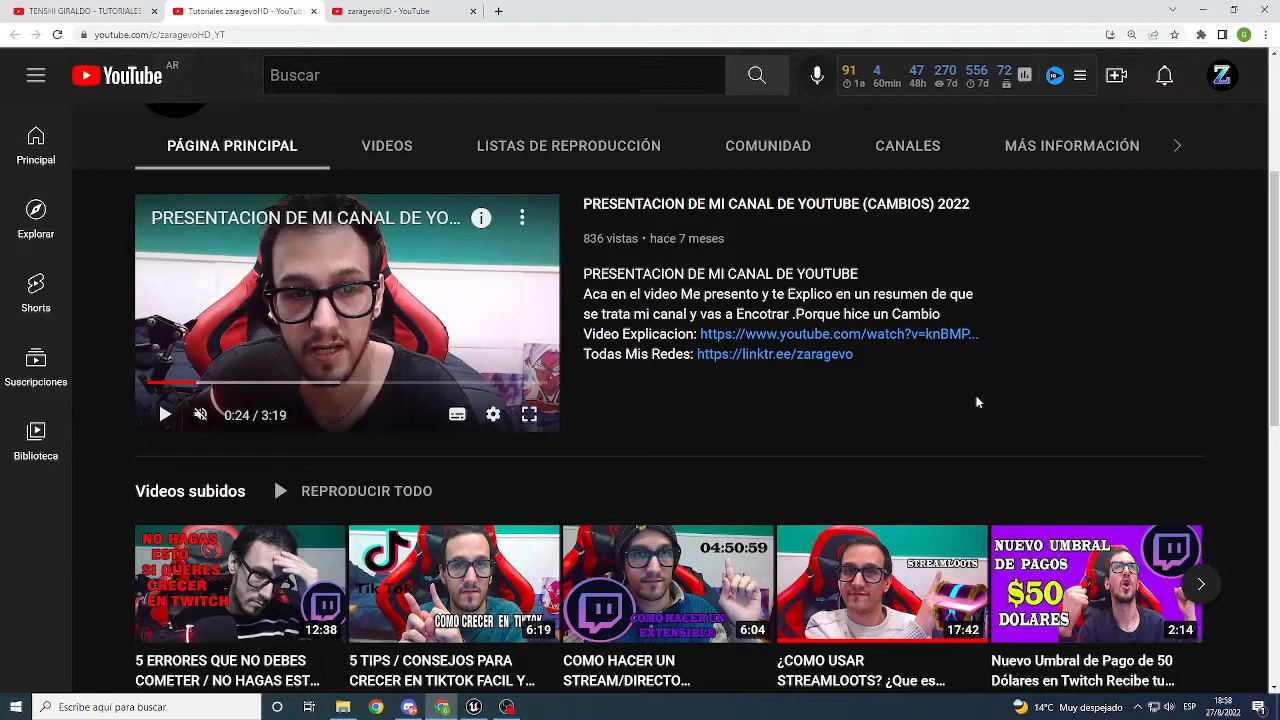 TENSHI GIRALDO - TUTORIALES
Tutoriales zaragevoHD - YouTube
zaragevoHD - YouTube
youtube.com/c/zaragevoHD_YT
G
YouTube AR
Buscar
91 4 47 270 556 72
1a 60min 48h 7d 7d
Principal
Explorar
Shorts
Suscripciones
Biblioteca
PÁGINA PRINCIPAL VIDEOS LISTAS DE REPRODUCCIÓN COMUNIDAD CANALES MÁS INFORMACIÓN
PRESENTACION DE MI CANAL DE YO...
0:24 / 3:19
PRESENTACION DE MI CANAL DE YOUTUBE (CAMBIOS) 2022
836 vistas • hace 7 meses
PRESENTACION DE MI CANAL DE YOUTUBE
Aca en el video Me presento y te Explico en un resumen de que
se trata mi canal y vas a Encotrar .Porque hice un Cambio
Video Explicacion: https://www.youtube.com/watch?v=knBMP...
Todas Mis Redes: https://linktr.ee/zaragevo
Videos subidos REPRODUCIR TODO
NO HAGAS
ESTO
SI QUERES
CRECER
EN TWITCH
12:38
5 ERRORES QUE NO DEBES
COMETER / NO HAGAS EST...
Tik Tok
COMO CRECER EN TIKTOK
6:19
5 TIPS / CONSEJOS PARA
CRECER EN TIKTOK FACIL Y...
04:50:59
COMO HACER UN
EXTENSIBLE
6:04
COMO HACER UN
STREAM/DIRECTO...
STREAMLOOTS
17:42
¿COMO USAR
STREAMLOOTS? ¿Que es...
NUEVO UMBRAL
DE PAGOS
$50
DOLARES
2:14
Nuevo Umbral de Pago de 50
Dólares en Twitch Recibe tu...
Escribe aquí para buscar
14°C Muy despejado
ESP
18:58
27/8/2022